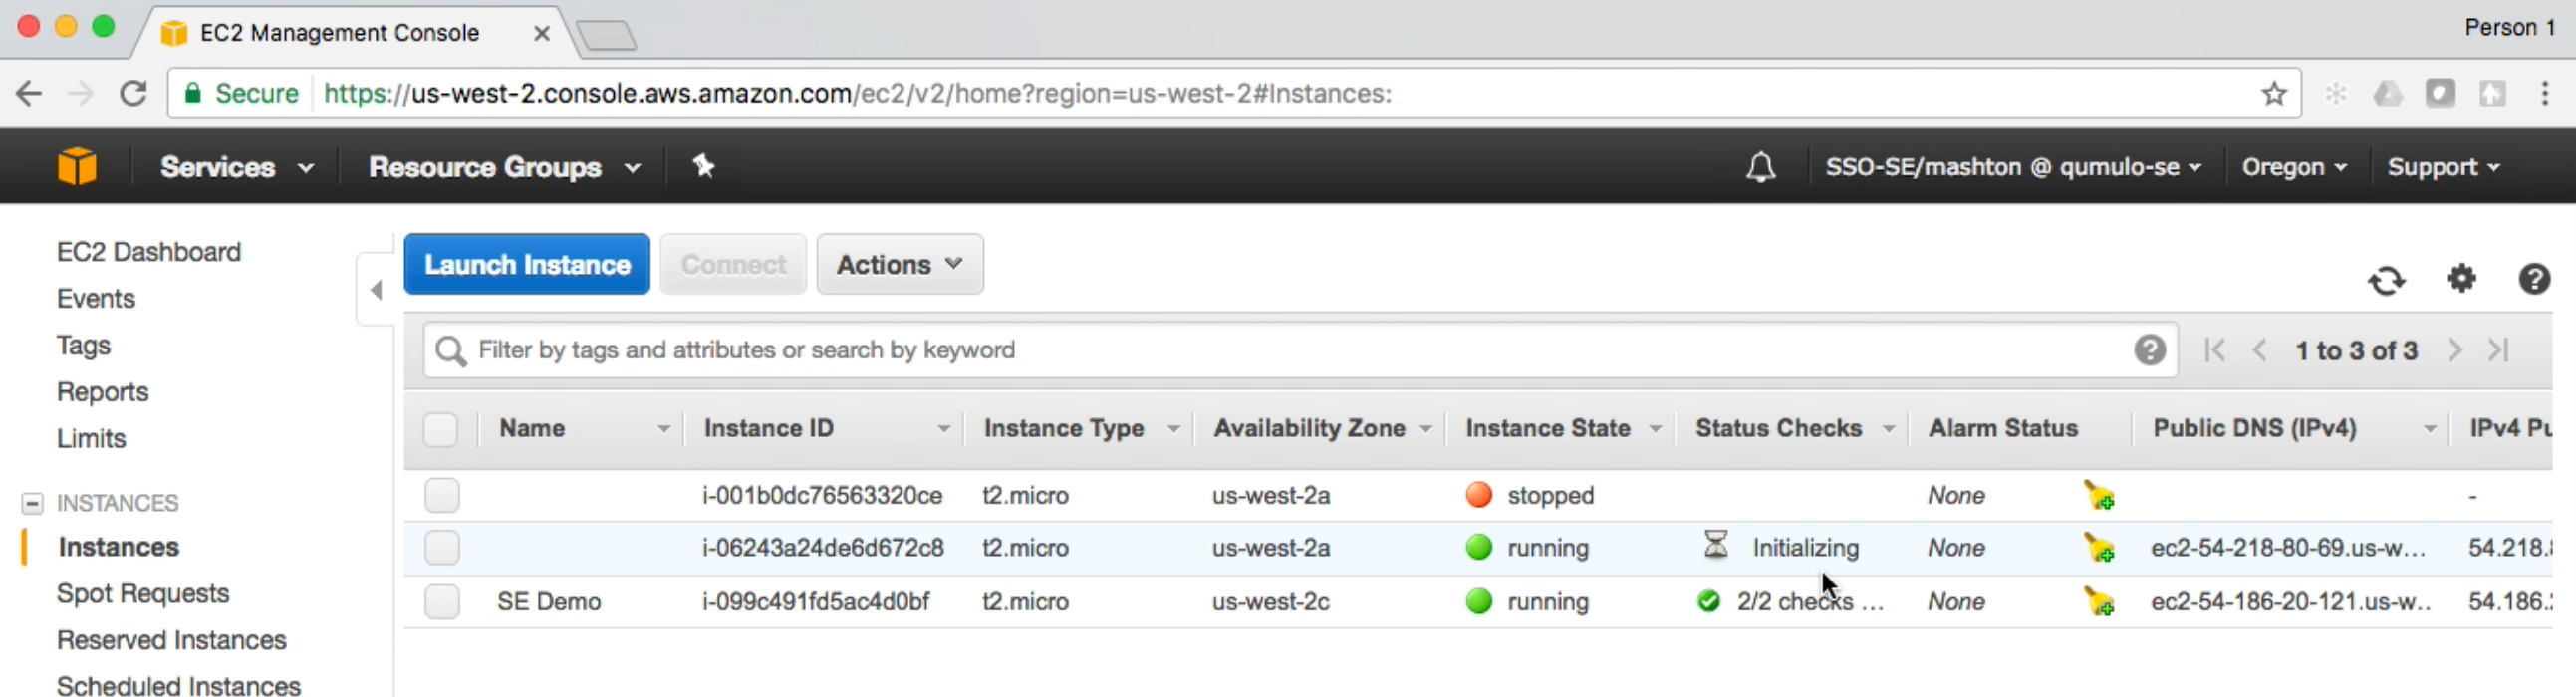 EC2 Management Console
Person 1
Secure https://us-west-2.console.aws.amazon.com/ec2/v2/home?region=us-west-2#Instances:
Services Resource Groups SSO-SE/mashton @ qumulo-se Oregon Support
EC2 Dashboard
Events
Tags
Reports
Limits
INSTANCES
Instances
Spot Requests
Reserved Instances
Scheduled Instances
Launch Instance Connect Actions
Filter by tags and attributes or search by keyword 1 to 3 of 3
Name Instance ID Instance Type Availability Zone Instance State Status Checks Alarm Status Public DNS (IPv4) IPv4 Pu
i-001b0dc76563320ce t2.micro us-west-2a stopped None -
i-06243a24de6d672c8 t2.micro us-west-2a running Initializing None ec2-54-218-80-69.us-w... 54.218.
SE Demo i-099c491fd5ac4d0bf t2.micro us-west-2c running 2/2 checks ... None ec2-54-186-20-121.us-w.. 54.186.